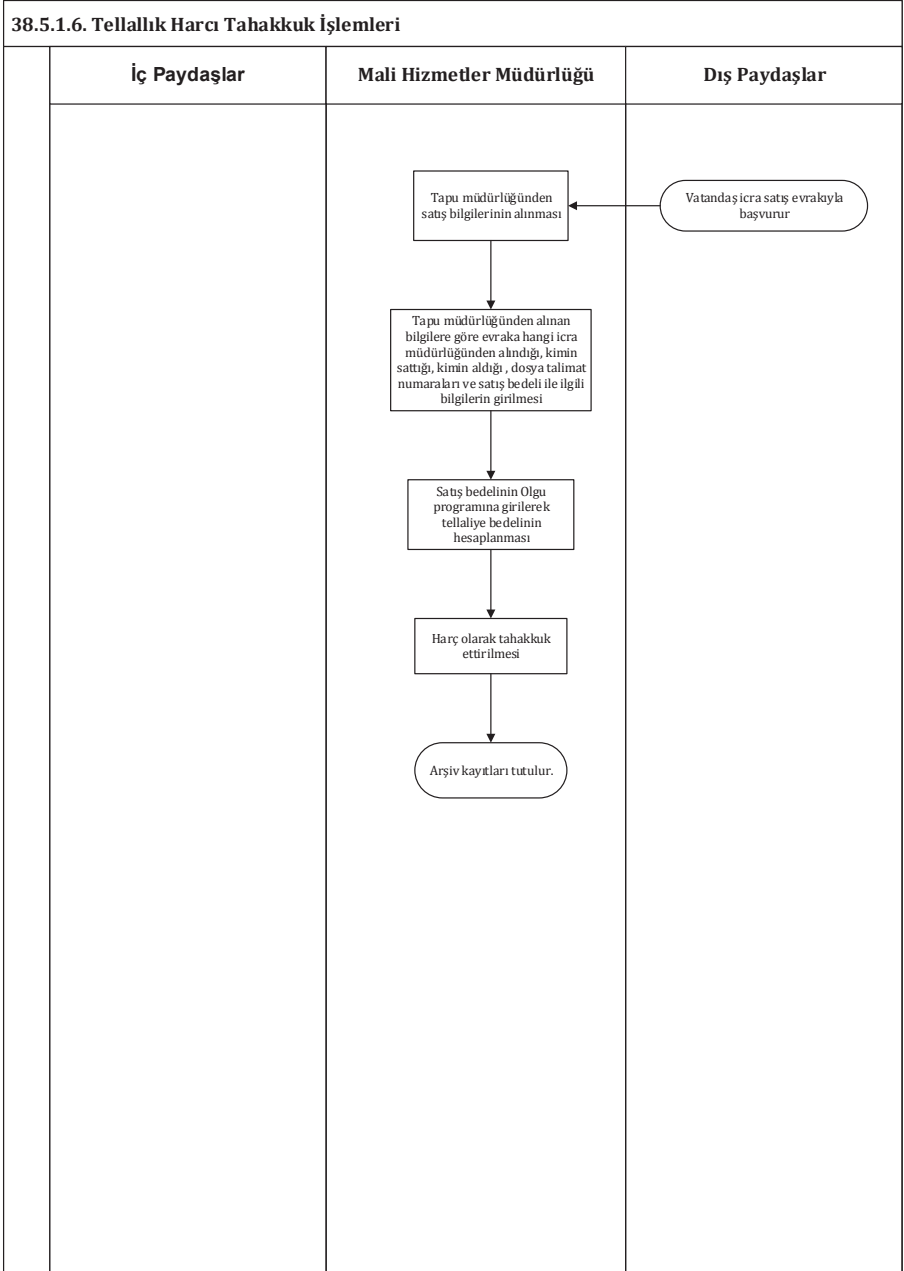 38.5.1.6. Tellallık Harcı Tahakkuk İşlemleri
İç Paydaşlar
Mali Hizmetler Müdürlüğü
Dış Paydaşlar
Vatandaş icra satış evrakıyla
başvurur
Tapu müdürlüğünden
satış bilgilerinin alınması
Tapu müdürlüğünden alınan
bilgilere göre evraka hangi icra
müdürlüğünden alındığı, kimin
sattığı, kimin aldığı , dosya talimat
numaraları ve satış bedeli ile ilgili
bilgilerin girilmesi
Satış bedelinin Olgu
programına girilerek
tellaliye bedelinin
hesaplanması
Harç olarak tahakkuk
ettirilmesi
Arşiv kayıtları tutulur.